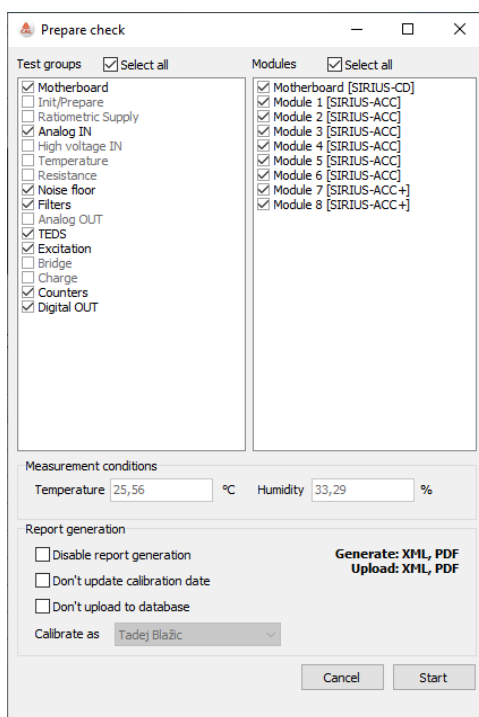 Prepare check
Test groups Select all
Motherboard
Init/Prepare
Ratiometric Supply
Analog IN
High voltage IN
Temperature
Resistance
Noise floor
Filters
Analog OUT
TEDS
Excitation
Bridge
Charge
Counters
Digital OUT
Modules Select all
Motherboard [SIRIUS-CD]
Module 1 [SIRIUS-ACC]
Module 2 [SIRIUS-ACC]
Module 3 [SIRIUS-ACC]
Module 4 [SIRIUS-ACC]
Module 5 [SIRIUS-ACC]
Module 6 [SIRIUS-ACC]
Module 7 [SIRIUS-ACC+]
Module 8 [SIRIUS-ACC+]
Measurement conditions
Temperature 25,56 ºC Humidity 33,29 %
Report generation
Disable report generation
Don't update calibration date
Don't upload to database
Generate: XML, PDF
Upload: XML, PDF
Calibrate as Tadej Blažic
Cancel Start